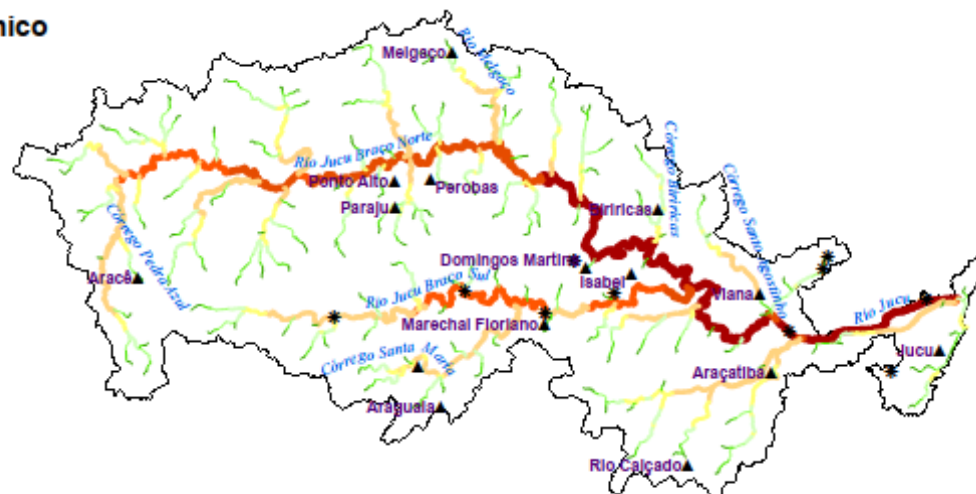 nico
Melgaço
Rio Melgaço
Rio Jucu Braço Norte
Ponto Alto
Perobas
Paraju
Biriricas
Córrego Biriricas
Córrego Santo Agostinho
Córrego Pedra Azul
Aracê
Domingos Martins
Isabel
Viana
Rio Jucu Braço Sul
Rio Jucu
Marechal Floriano
Córrego Santa Maria
Araçatiba
Jucu
Araguaia
Rio Calçado